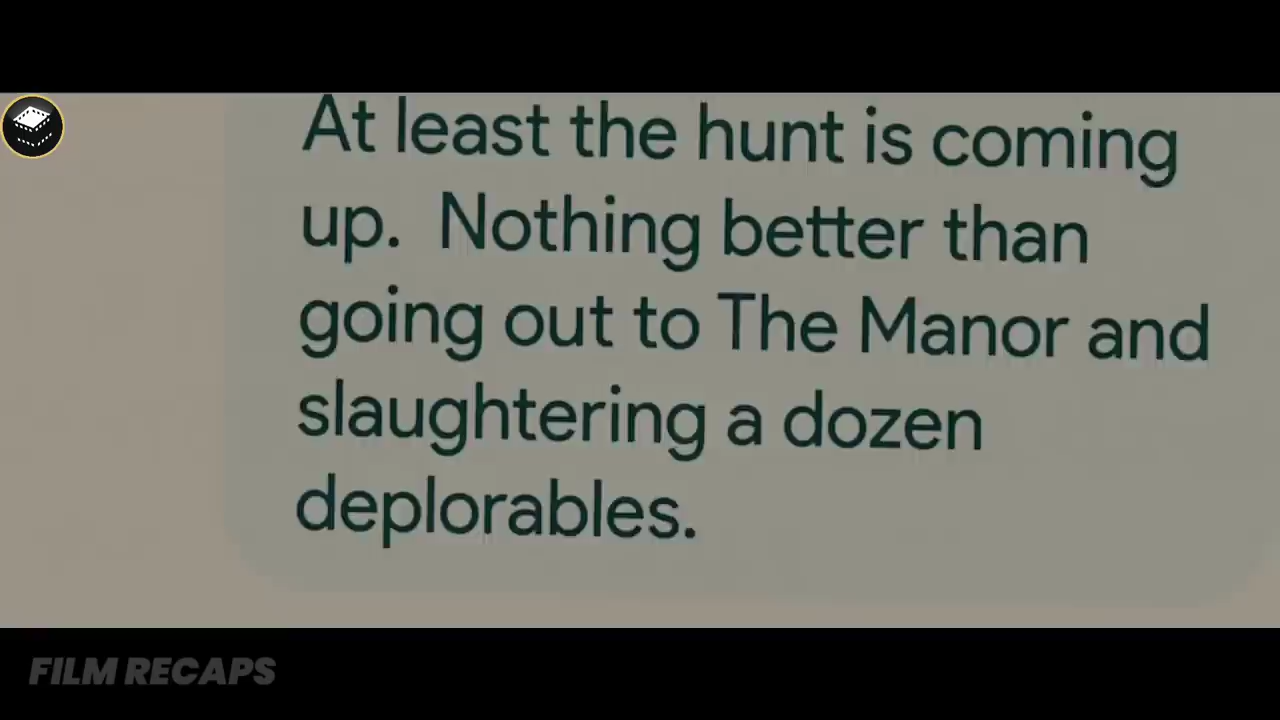 At least the hunt is coming
up. Nothing better than
going out to The Manor and
slaughtering a dozen
deplorables.
FILM RECAPS